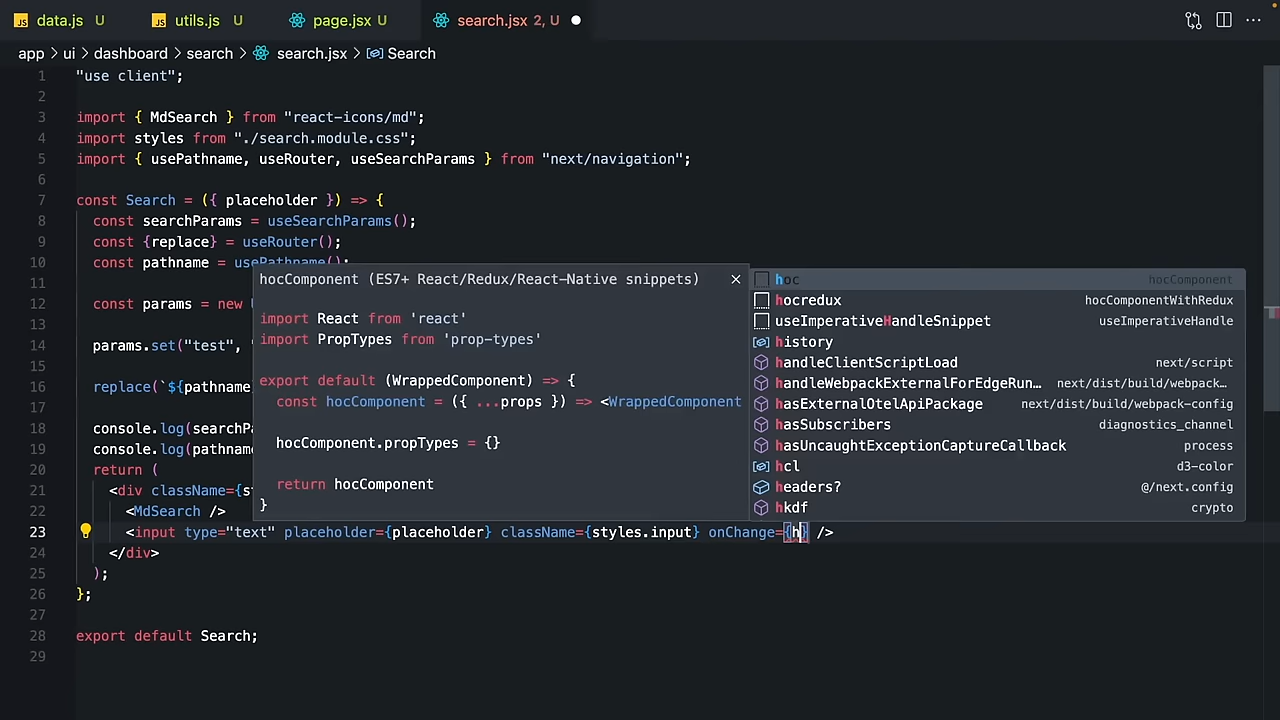 data.js U utils.js U page.jsx U search.jsx 2, U
app > ui > dashboard > search > search.jsx > Search
1 "use client";
2
3 import { MdSearch } from "react-icons/md";
4 import styles from "./search.module.css";
5 import { usePathname, useRouter, useSearchParams } from "next/navigation";
6
7 const Search = ({ placeholder }) => {
8 const searchParams = useSearchParams();
9 const {replace} = useRouter();
10 const pathname = usePathname();
11
12 const params = new
13
14 params.set("test",
15
16 replace(`${pathname
17
18 console.log(searchPa
19 console.log(pathname
20 return (
21 <div className={st
22 <MdSearch />
23 <input type="text" placeholder={placeholder} className={styles.input} onChange={h} />
24 </div>
25 );
26 };
27
28 export default Search;
29
hocComponent (ES7+ React/Redux/React-Native snippets)
import React from 'react'
import PropTypes from 'prop-types'
export default (WrappedComponent) => {
const hocComponent = ({ ...props }) => <WrappedComponent
hocComponent.propTypes = {}
return hocComponent
}
hoc hocComponent
hocredux hocComponentWithRedux
useImperativeHandleSnippet useImperativeHandle
history
handleClientScriptLoad next/script
handleWebpackExternalForEdgeRun… next/dist/build/webpack…
hasExternalOtelApiPackage next/dist/build/webpack-config
hasSubscribers diagnostics_channel
hasUncaughtExceptionCaptureCallback process
hcl d3-color
headers? @/next.config
hkdf crypto